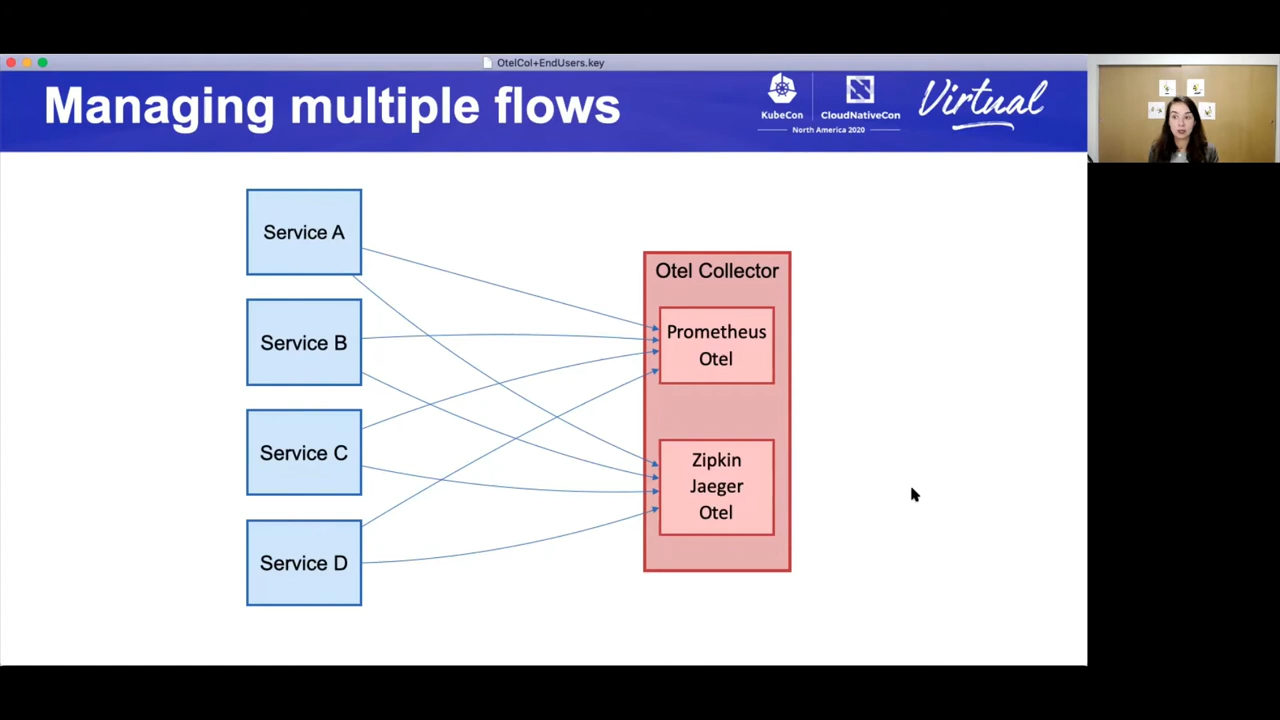 OtelCol+EndUsers.key
Managing multiple flows
KubeCon
CloudNativeCon
North America 2020
Virtual
Service A
Service B
Service C
Service D
Otel Collector
Prometheus
Otel
Zipkin
Jaeger
Otel